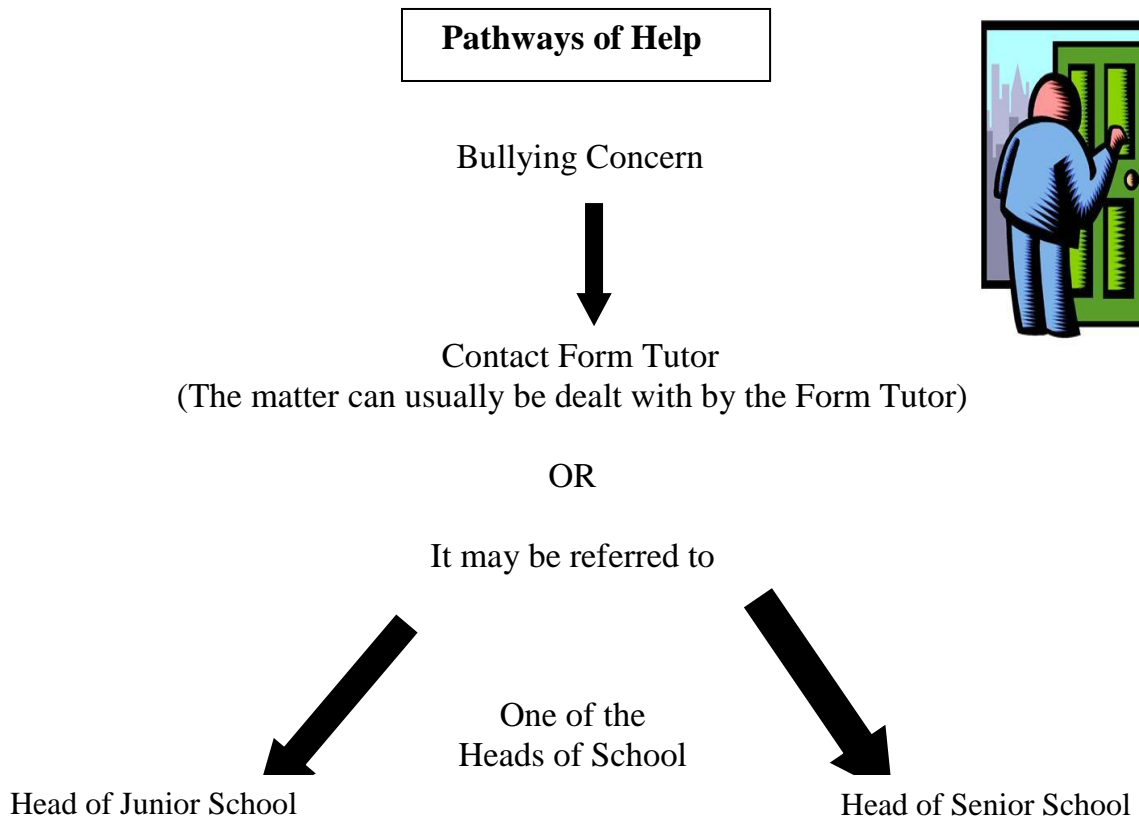 Pathways of Help
Bullying Concern
Contact Form Tutor
(The matter can usually be dealt with by the Form Tutor)
OR
It may be referred to
One of the
Heads of School
Head of Junior School
Head of Senior School